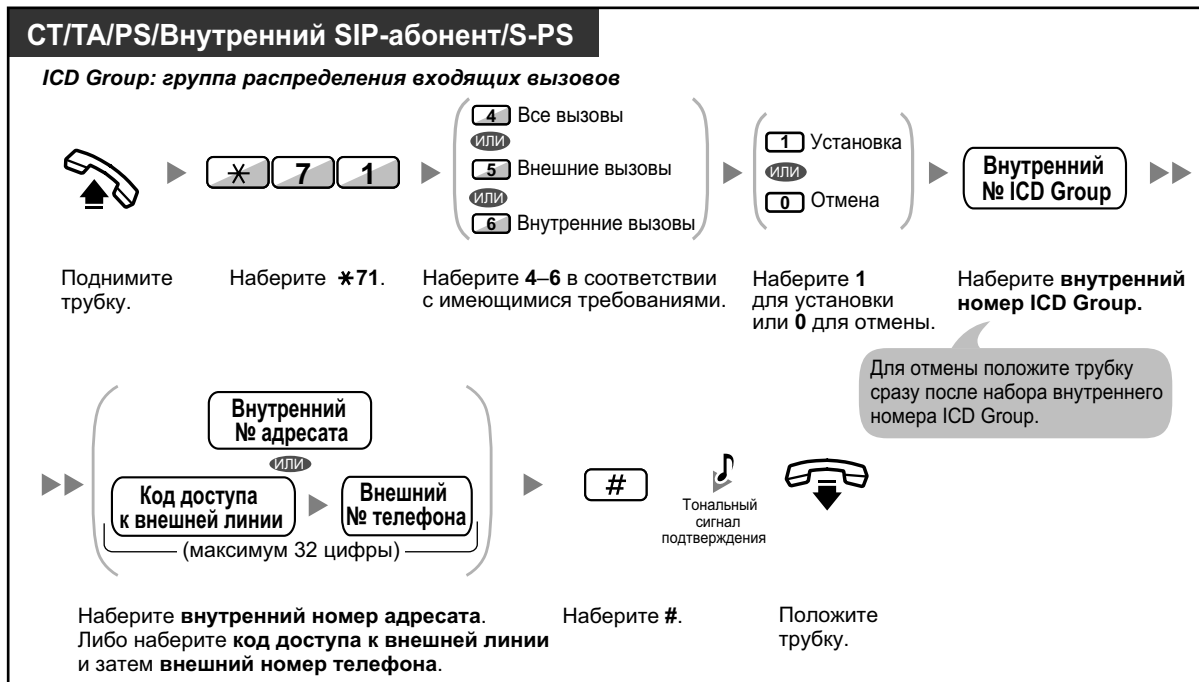 СТ/ТА/PS/Внутренний SIP-абонент/S-PS
ICD Group: группа распределения входящих вызовов
4 Все вызовы
ИЛИ
5 Внешние вызовы
ИЛИ
6 Внутренние вызовы
1 Установка
ИЛИ
0 Отмена
✳ 7 1
Внутренний
№ ICD Group
Поднимите
трубку.
Наберите ✳71.
Наберите 4–6 в соответствии
с имеющимися требованиями.
Наберите 1
для установки
или 0 для отмены.
Наберите внутренний
номер ICD Group.
Для отмены положите трубку
сразу после набора внутреннего
номера ICD Group.
Внутренний
№ адресата
ИЛИ
Код доступа
к внешней линии
Внешний
№ телефона
(максимум 32 цифры)
#
Тональный
сигнал
подтверждения
Наберите внутренний номер адресата.
Либо наберите код доступа к внешней линии
и затем внешний номер телефона.
Наберите #.
Положите
трубку.